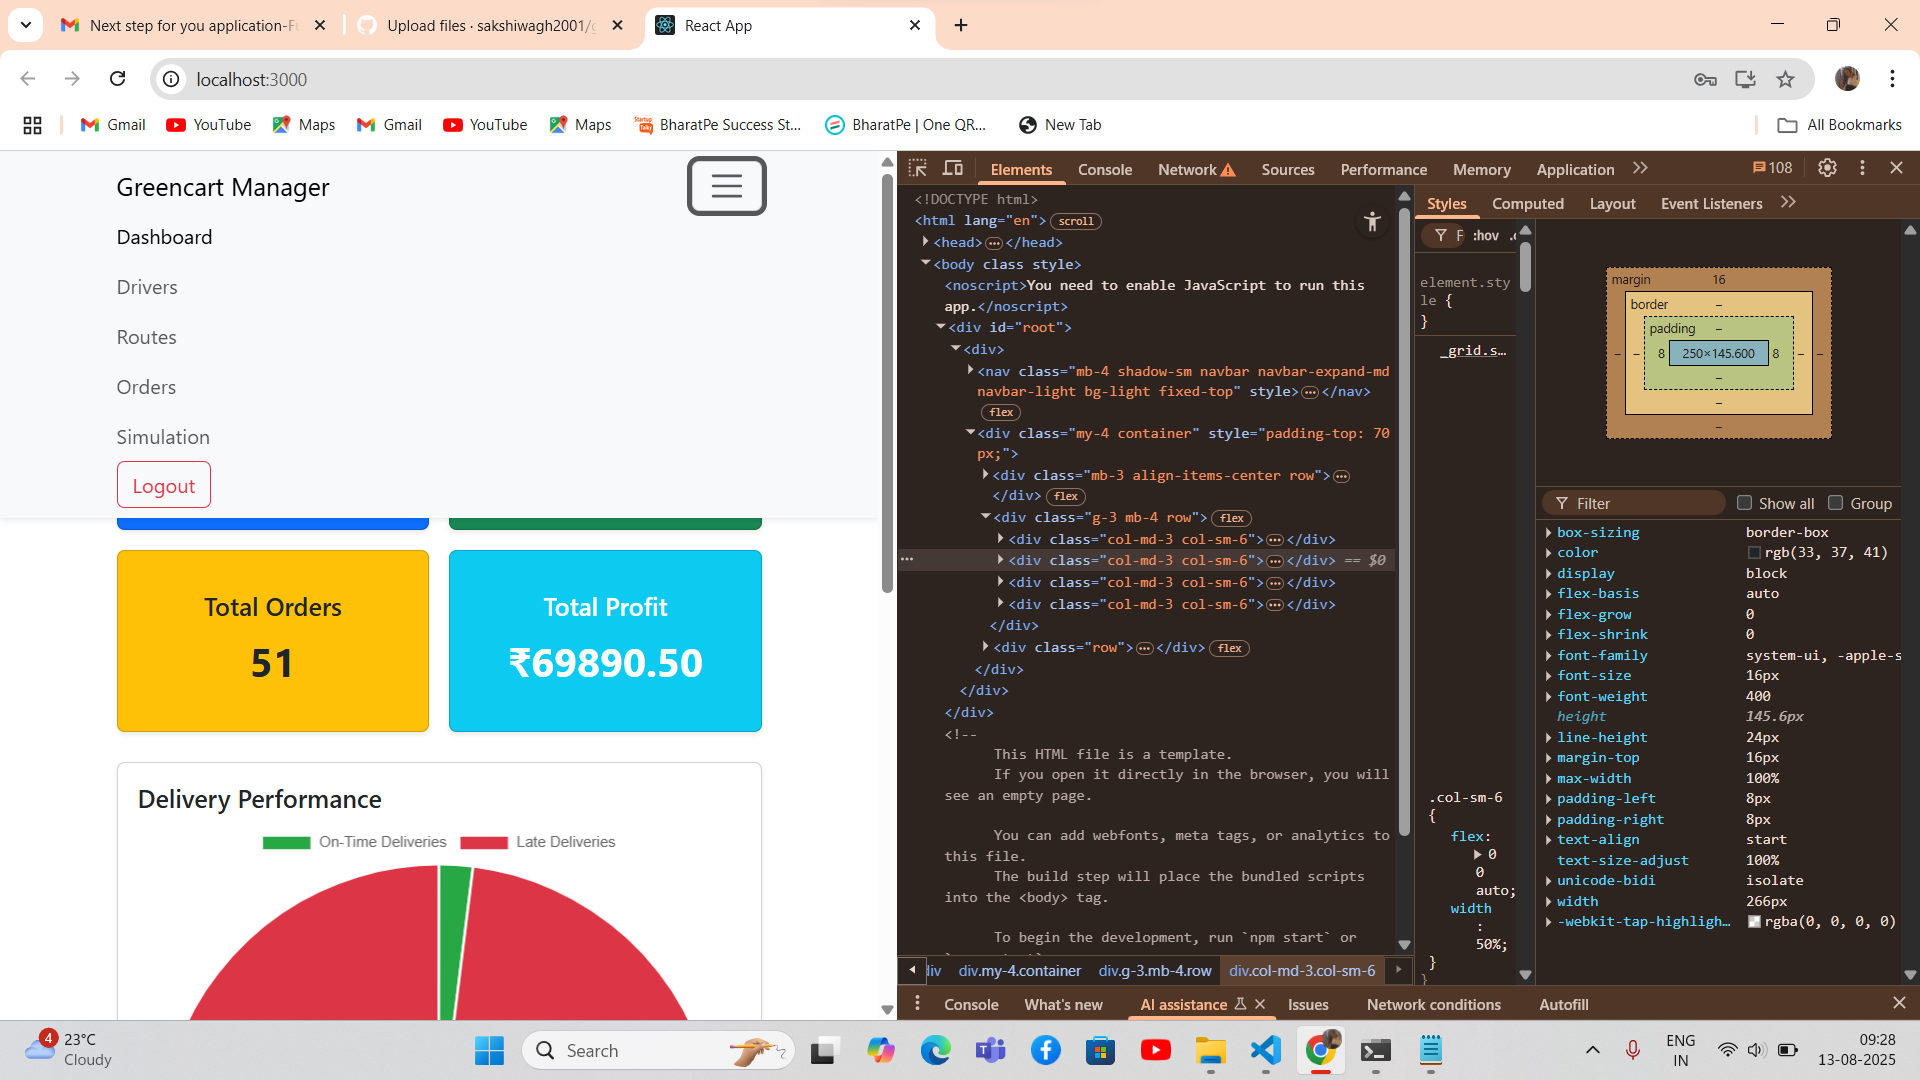 Next step for you application-Fu
Upload files · sakshiwagh2001/g
React App
localhost:3000
Gmail
YouTube
Maps
Gmail
YouTube
Maps
BharatPe Success St...
BharatPe | One QR...
New Tab
All Bookmarks
Greencart Manager
Dashboard
Drivers
Routes
Orders
Simulation
Logout
Total Orders
51
Total Profit
₹69890.50
Delivery Performance
On-Time Deliveries
Late Deliveries
Elements
Console
Network
Sources
Performance
Memory
Application
108
<!DOCTYPE html>
<html lang="en"> scroll
<head> ··· </head>
<body class style>
<noscript>You need to enable JavaScript to run this
app.</noscript>
<div id="root">
<div>
<nav class="mb-4 shadow-sm navbar navbar-expand-md
navbar-light bg-light fixed-top" style> ··· </nav>
flex
<div class="my-4 container" style="padding-top: 70
px;">
<div class="mb-3 align-items-center row"> ···
</div> flex
<div class="g-3 mb-4 row"> flex
<div class="col-md-3 col-sm-6"> ··· </div>
··· <div class="col-md-3 col-sm-6"> ··· </div> == $0
<div class="col-md-3 col-sm-6"> ··· </div>
<div class="col-md-3 col-sm-6"> ··· </div>
</div>
<div class="row"> ··· </div> flex
</div>
</div>
</div>
<!--
This HTML file is a template.
If you open it directly in the browser, you will
see an empty page.
You can add webfonts, meta tags, or analytics to
this file.
The build step will place the bundled scripts
into the <body> tag.
To begin the development, run `npm start` or
div
div.my-4.container
div.g-3.mb-4.row
div.col-md-3.col-sm-6
Styles
Computed
Layout
Event Listeners
F
:hov
element.sty
le {
}
_grid.s…
.col-sm-6
{
flex:
0
0
auto;
width
:
50%;
}
}
margin
16
border
–
padding
–
– – 8 250×145.600 8 – –
–
–
–
Filter
Show all
Group
box-sizing border-box
color rgb(33, 37, 41)
display block
flex-basis auto
flex-grow 0
flex-shrink 0
font-family system-ui, -apple-s
font-size 16px
font-weight 400
height 145.6px
line-height 24px
margin-top 16px
max-width 100%
padding-left 8px
padding-right 8px
text-align start
text-size-adjust 100%
unicode-bidi isolate
width 266px
-webkit-tap-highligh… rgba(0, 0, 0, 0)
Console
What's new
AI assistance
Issues
Network conditions
Autofill
4
23°C
Cloudy
Search
ENG
IN
09:28
13-08-2025